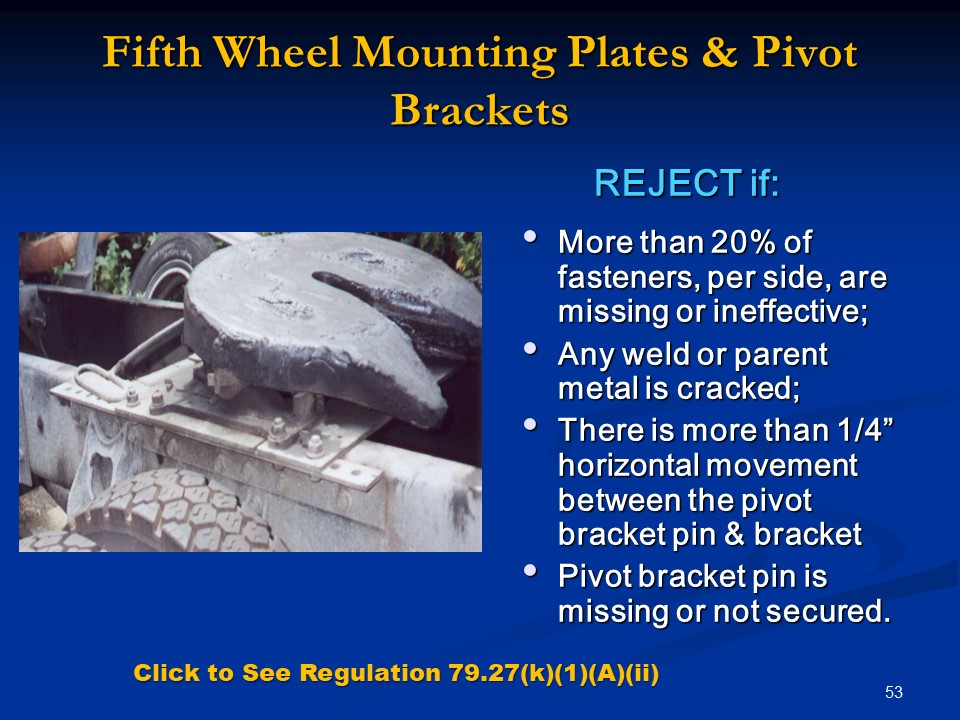 Fifth Wheel Mounting Plates & Pivot
Brackets
REJECT if:
• More than 20% of
fasteners, per side, are
missing or ineffective;
• Any weld or parent
metal is cracked;
• There is more than 1/4”
horizontal movement
between the pivot
bracket pin & bracket
• Pivot bracket pin is
missing or not secured.
Click to See Regulation 79.27(k)(1)(A)(ii)
53